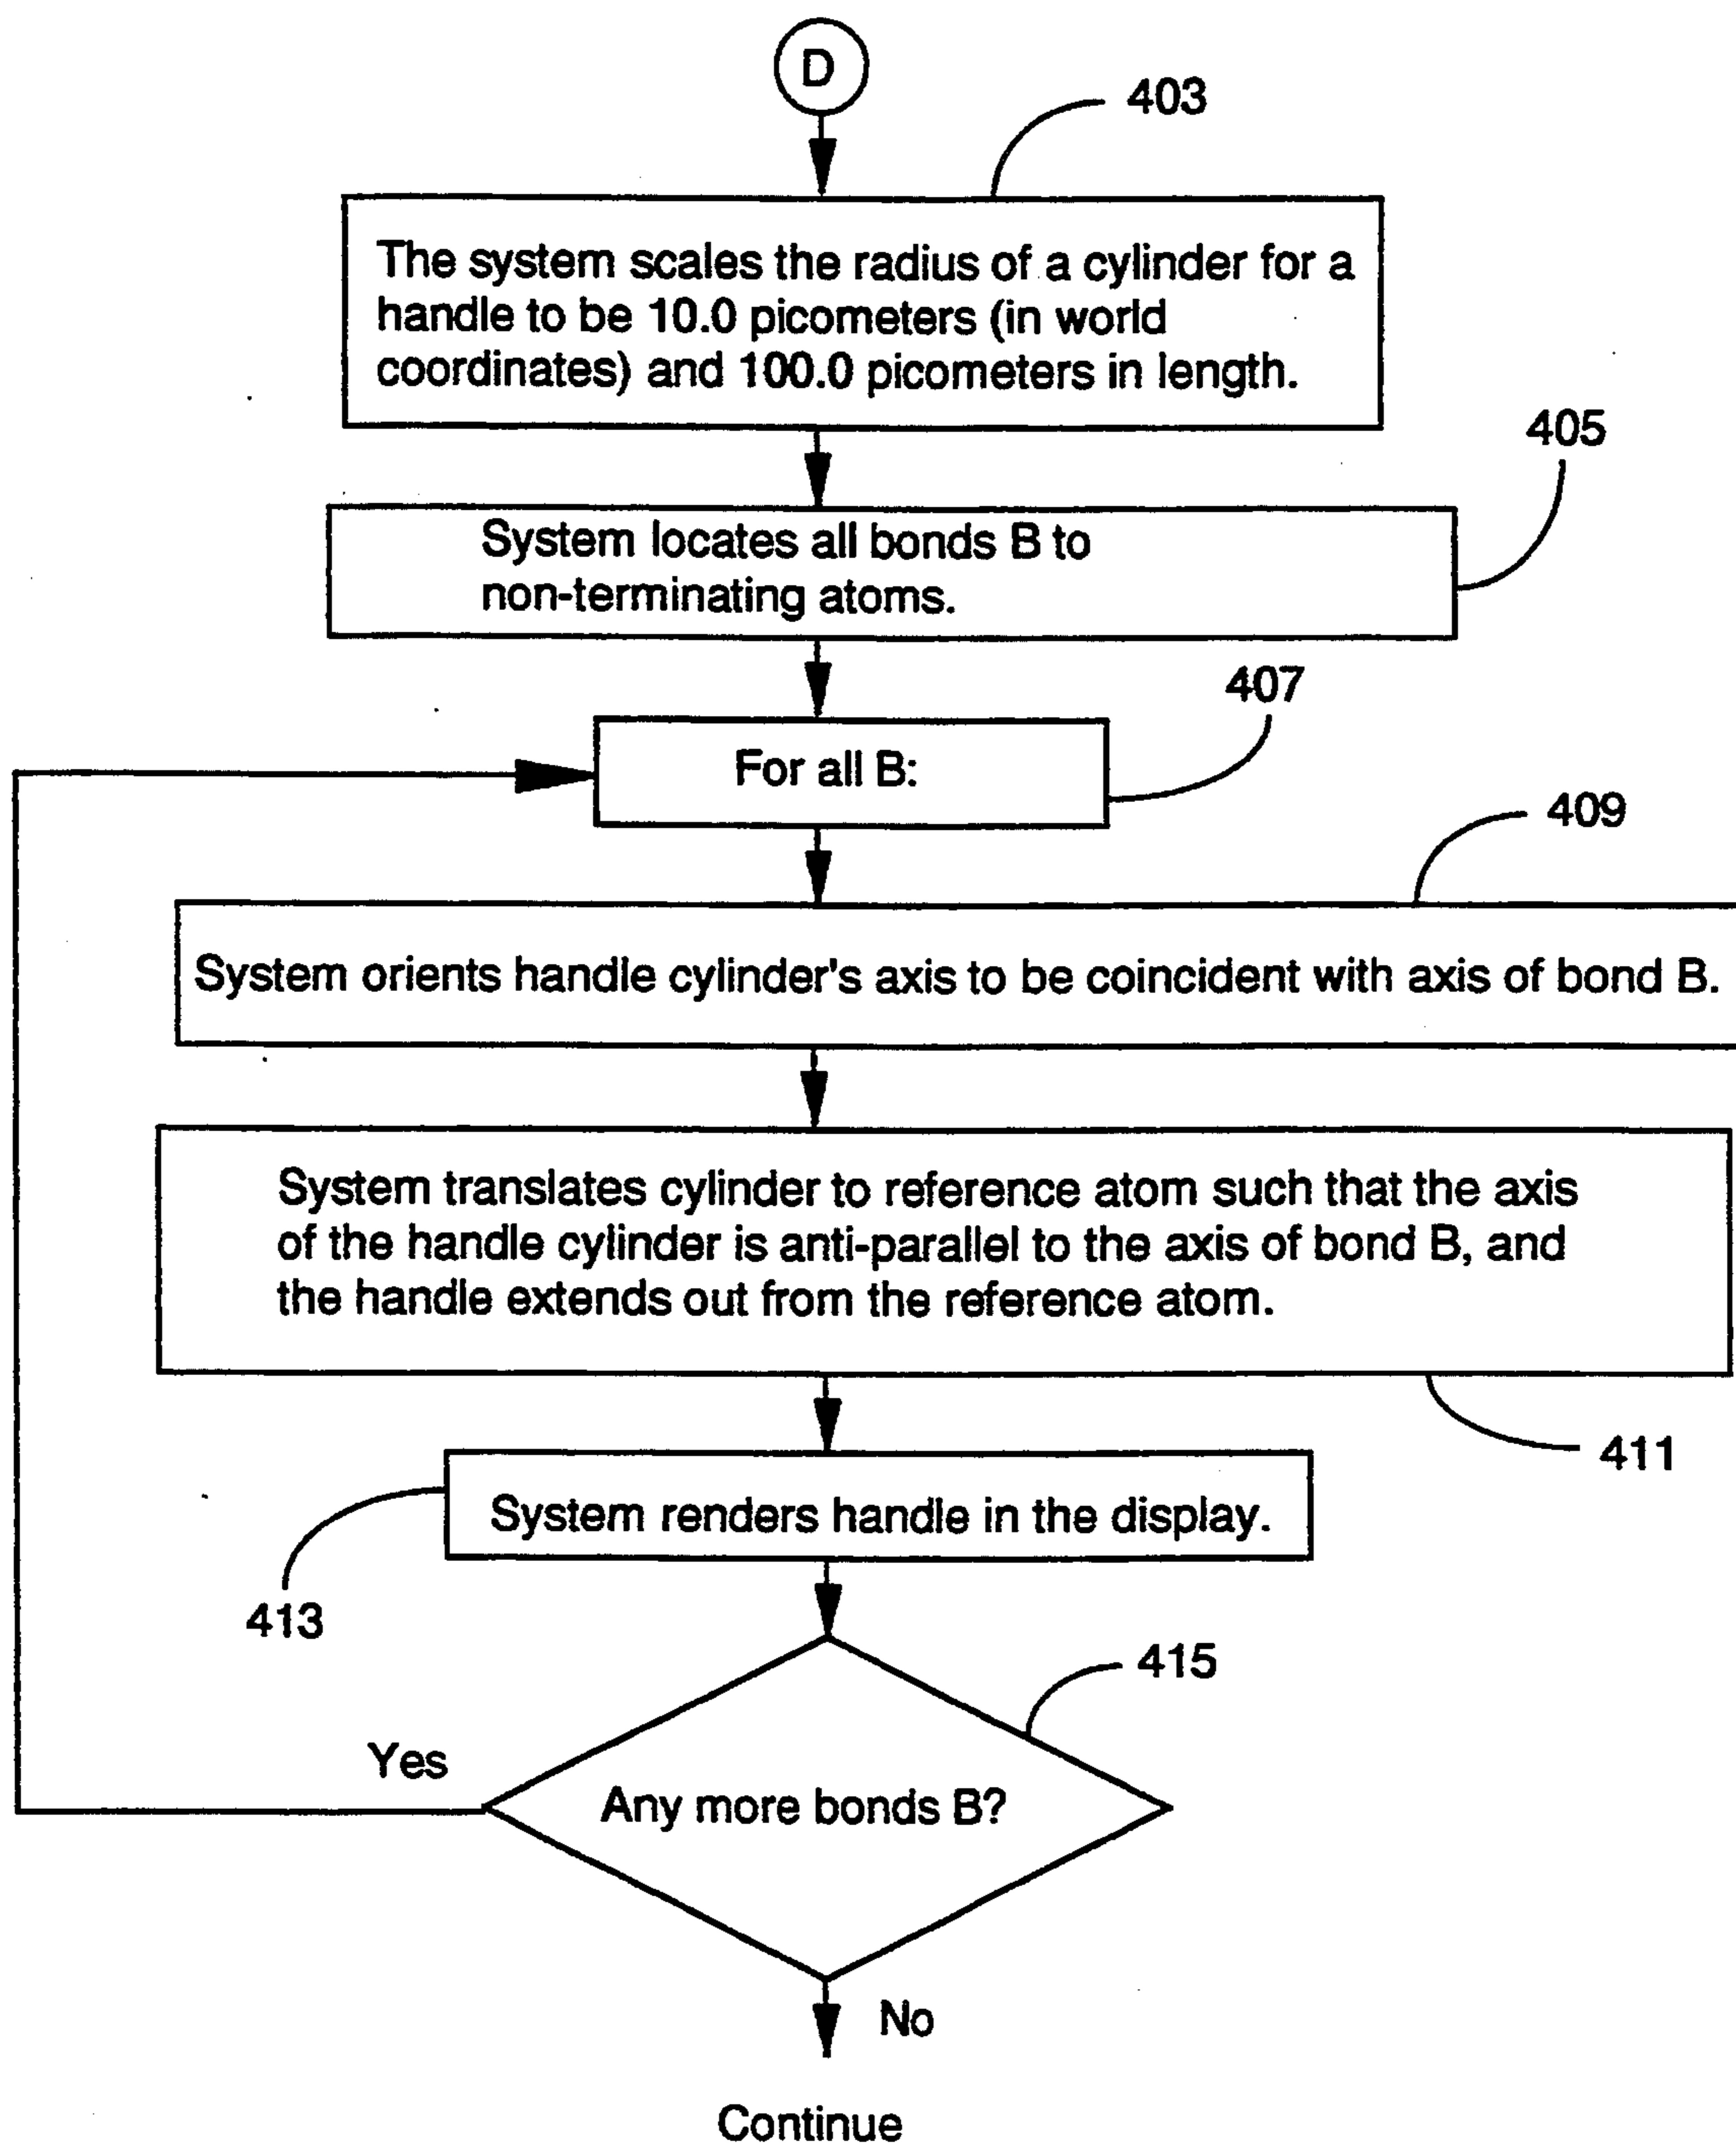 D
403
The system scales the radius of a cylinder for a
handle to be 10.0 picometers (in world
coordinates) and 100.0 picometers in length.
405
System locates all bonds B to
non-terminating atoms.
407
For all B:
409
System orients handle cylinder's axis to be coincident with axis of bond B.
System translates cylinder to reference atom such that the axis
of the handle cylinder is anti-parallel to the axis of bond B, and
the handle extends out from the reference atom.
411
System renders handle in the display.
413
415
Yes
Any more bonds B?
No
Continue